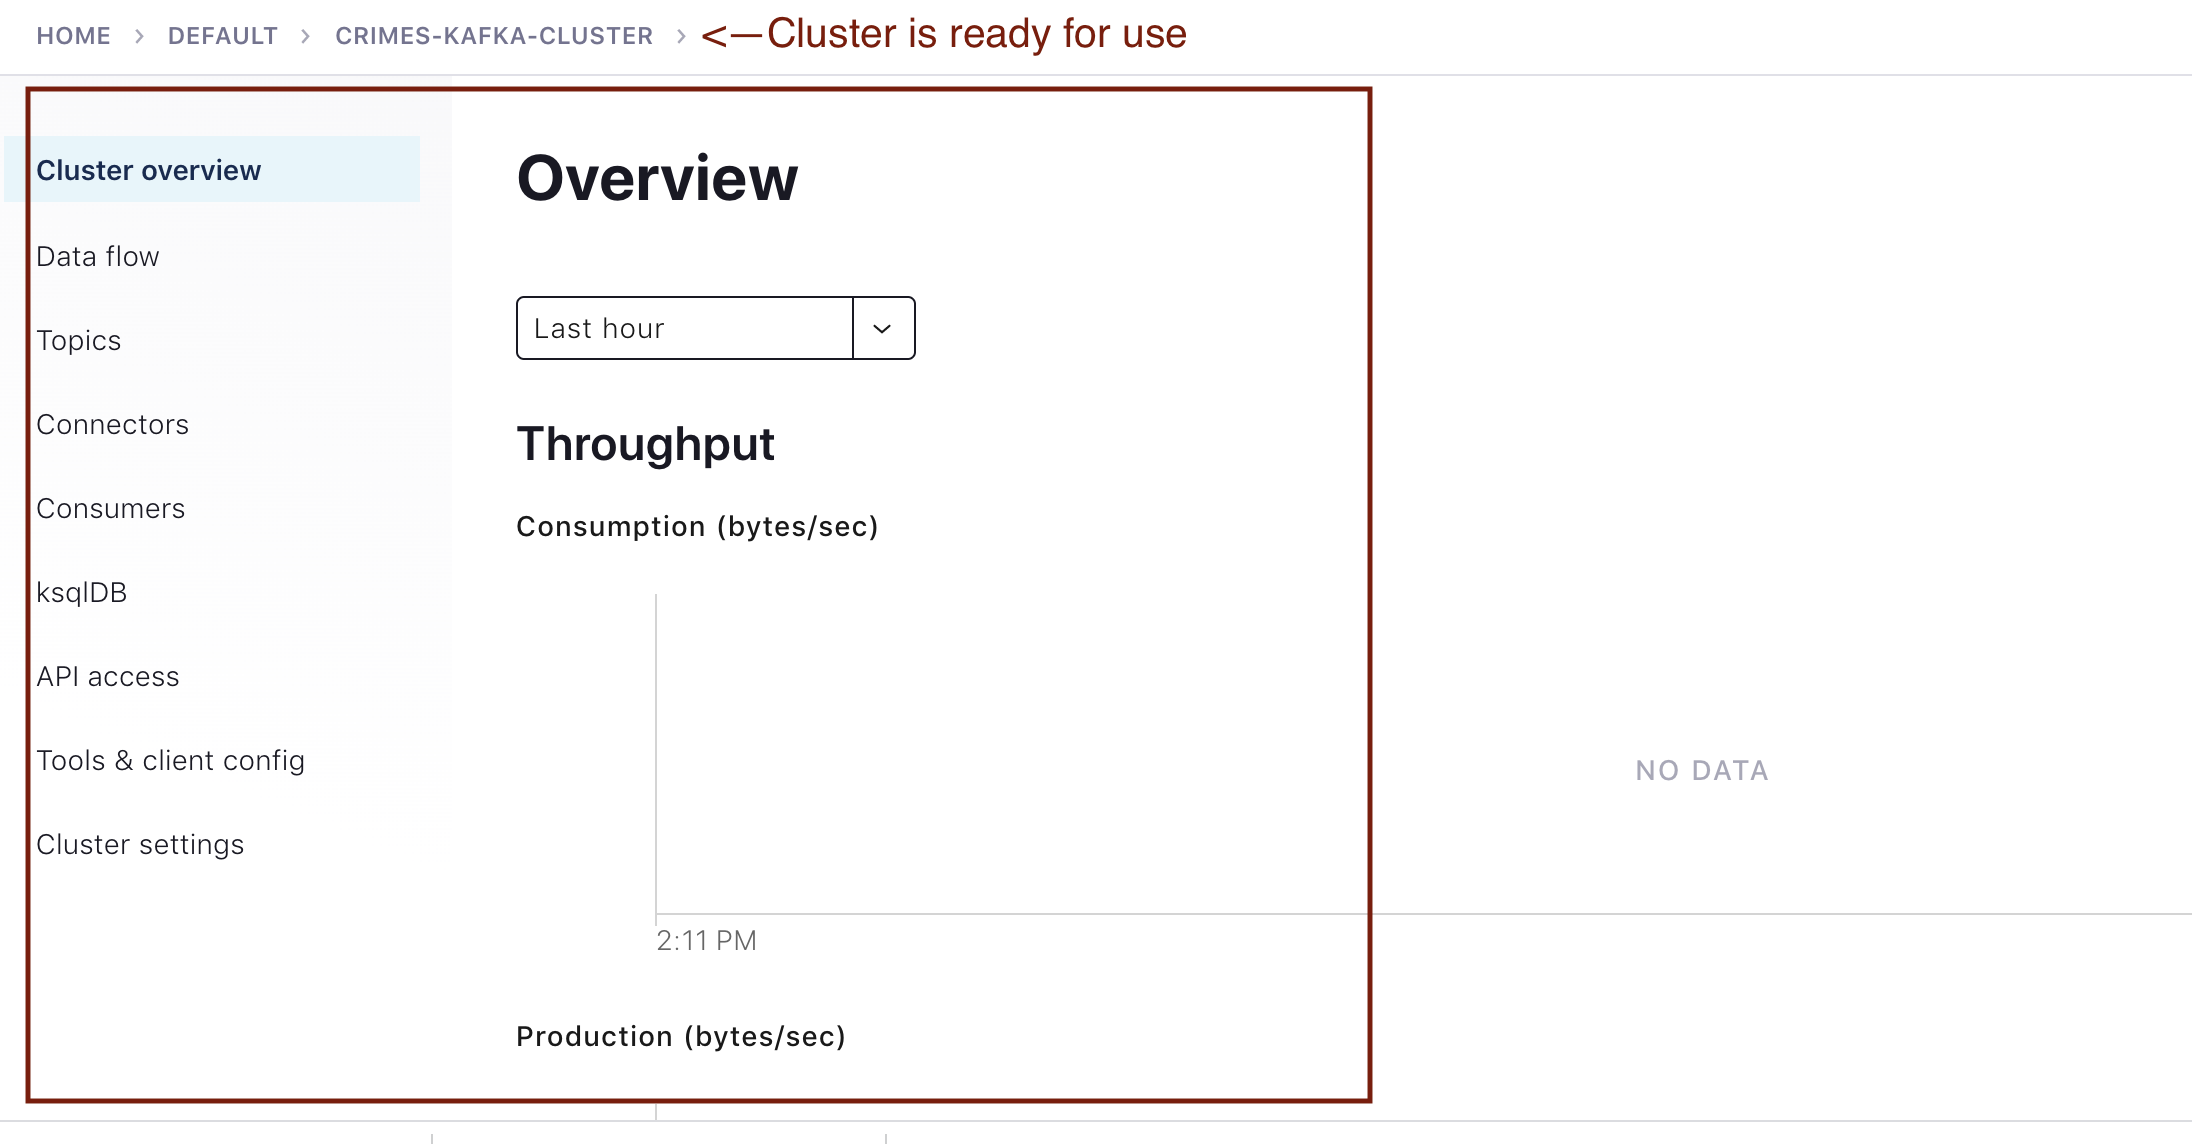 HOME > DEFAULT > CRIMES-KAFKA-CLUSTER > <—Cluster is ready for use
Cluster overview
Data flow
Topics
Connectors
Consumers
ksqlDB
API access
Tools & client config
Cluster settings
Overview
Last hour
Throughput
Consumption (bytes/sec)
NO DATA
2:11 PM
Production (bytes/sec)